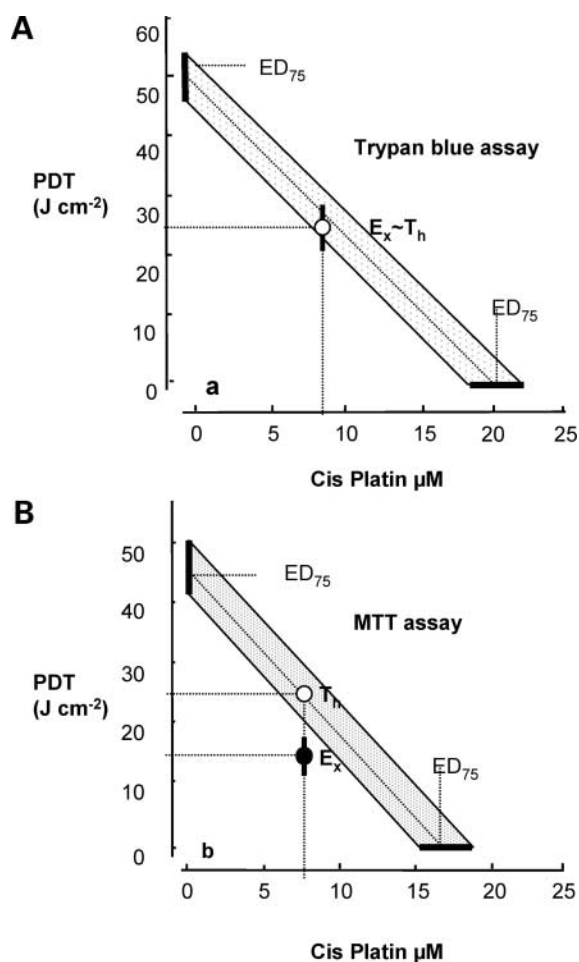 A
60
50
40
30
20
10
0
PDT
(J cm-2)
ED75
Trypan blue assay
Ex~Th
ED75
a
0 5 10 15 20 25
Cis Platin µM
B
50
40
30
20
10
0
PDT
(J cm-2)
ED75
MTT assay
Th
Ex
ED75
b
0 5 10 15 20 25
Cis Platin µM